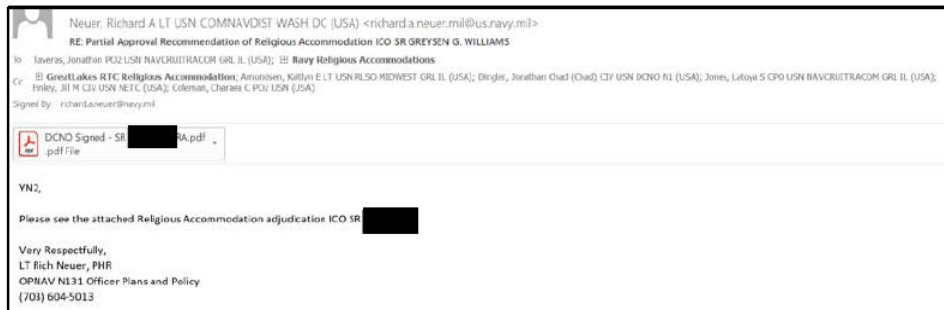 Neuer, Richard A LT USN COMNAVDIST WASH DC (USA) <richard.a.neuer.mil@us.navy.mil>
RE: Partial Approval Recommendation of Religious Accommodation ICO SR GREYSEN G. WILLIAMS
To Taveras, Jonathan PO2 USN NAVCRUITRACOM GRL IL (USA); Navy Religious Accommodations
Cc GreatLakes RTC Religious Accommodation; Amundsen, Kaitlyn E LT USN RLSO MIDWEST GRL IL (USA); Dingler, Jonathan Chad (Chad) CIV USN DCNO N1 (USA); Jones, Latoya S CPO USN NAVCRUITRACOM GRL IL (USA);
Finley, Jill M CIV USN NETC (USA); Coleman, Charaea C PO2 USN (USA)
Signed By richard.a.neuer@navy.mil
DCNO Signed - SR RA.pdf
.pdf File
YN2,
Please see the attached Religious Accommodation adjudication ICO SR
Very Respectfully,
LT Rich Neuer, PHR
OPNAV N131 Officer Plans and Policy
(703) 604-5013